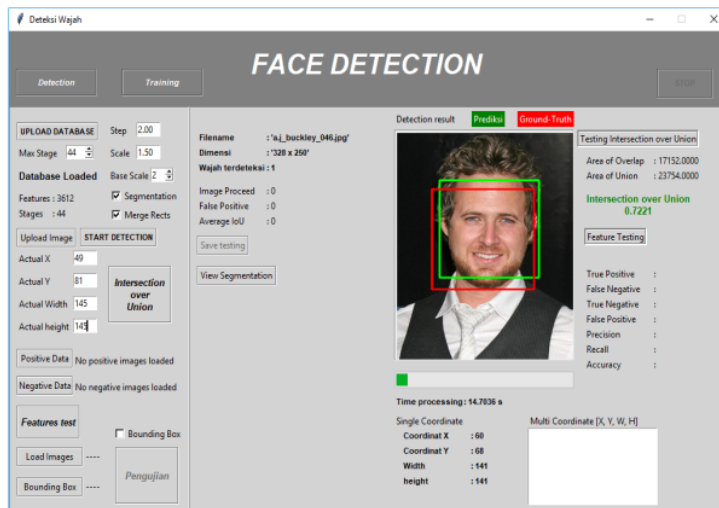 Deteksi Wajah
FACE DETECTION
Detection
Training
STOP
UPLOAD DATABASE
Step 2.00
Max Stage 44
Scale 1.50
Database Loaded
Base Scale 2
Features : 3612
Segmentation
Stages : 44
Merge Rects
Upload Image
START DETECTION
Actual X 49
Actual Y 81
Actual Width 145
Actual height 145
Intersection
over
Union
Positive Data No positive images loaded
Negative Data No negative images loaded
Features test
Bounding Box
Load Images ----
Bounding Box ----
Pengujian
Filename : 'a.j_buckley_046.jpg'
Dimensi : '328 x 250'
Wajah terdeteksi : 1
Image Proceed : 0
False Positive : 0
Average IoU : 0
Save testing
View Segmentation
Detection result
Prediksi
Ground-Truth
Time processing : 14.7036 s
Single Coordinate
Coordinat X : 60
Coordinat Y : 68
Width : 141
height : 141
Multi Coordinate [X, Y, W, H]
Testing Intersection over Union
Area of Overlap : 17152.0000
Area of Union : 23754.0000
Intersection over Union
0.7221
Feature Testing
True Positive :
False Negative :
True Negative :
False Positive :
Precision :
Recall :
Accuracy :